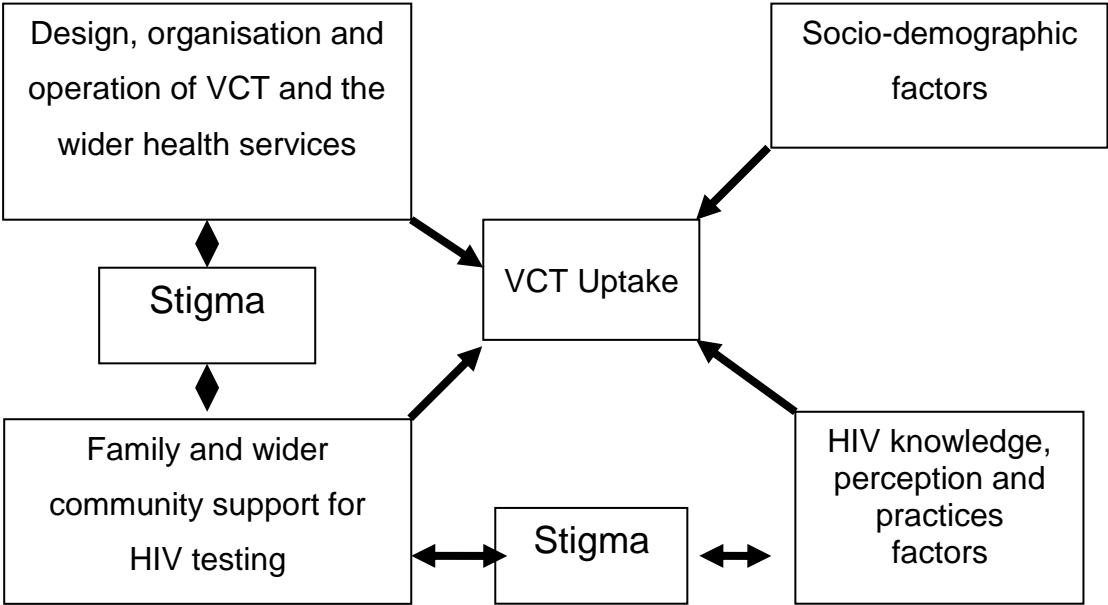 Design, organisation and
operation of VCT and the
wider health services
Socio-demographic
factors
VCT Uptake
Stigma
Family and wider
community support for
HIV testing
Stigma
HIV knowledge,
perception and
practices
factors